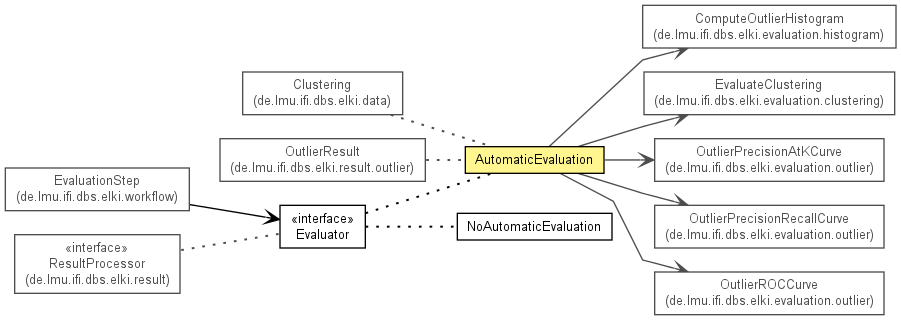 ComputeOutlierHistogram
(de.lmu.ifi.dbs.elki.evaluation.histogram)
Clustering
(de.lmu.ifi.dbs.elki.data)
EvaluateClustering
(de.lmu.ifi.dbs.elki.evaluation.clustering)
OutlierResult
(de.lmu.ifi.dbs.elki.result.outlier)
AutomaticEvaluation
OutlierPrecisionAtKCurve
(de.lmu.ifi.dbs.elki.evaluation.outlier)
EvaluationStep
(de.lmu.ifi.dbs.elki.workflow)
«interface»
Evaluator
NoAutomaticEvaluation
OutlierPrecisionRecallCurve
(de.lmu.ifi.dbs.elki.evaluation.outlier)
«interface»
ResultProcessor
(de.lmu.ifi.dbs.elki.result)
OutlierROCCurve
(de.lmu.ifi.dbs.elki.evaluation.outlier)